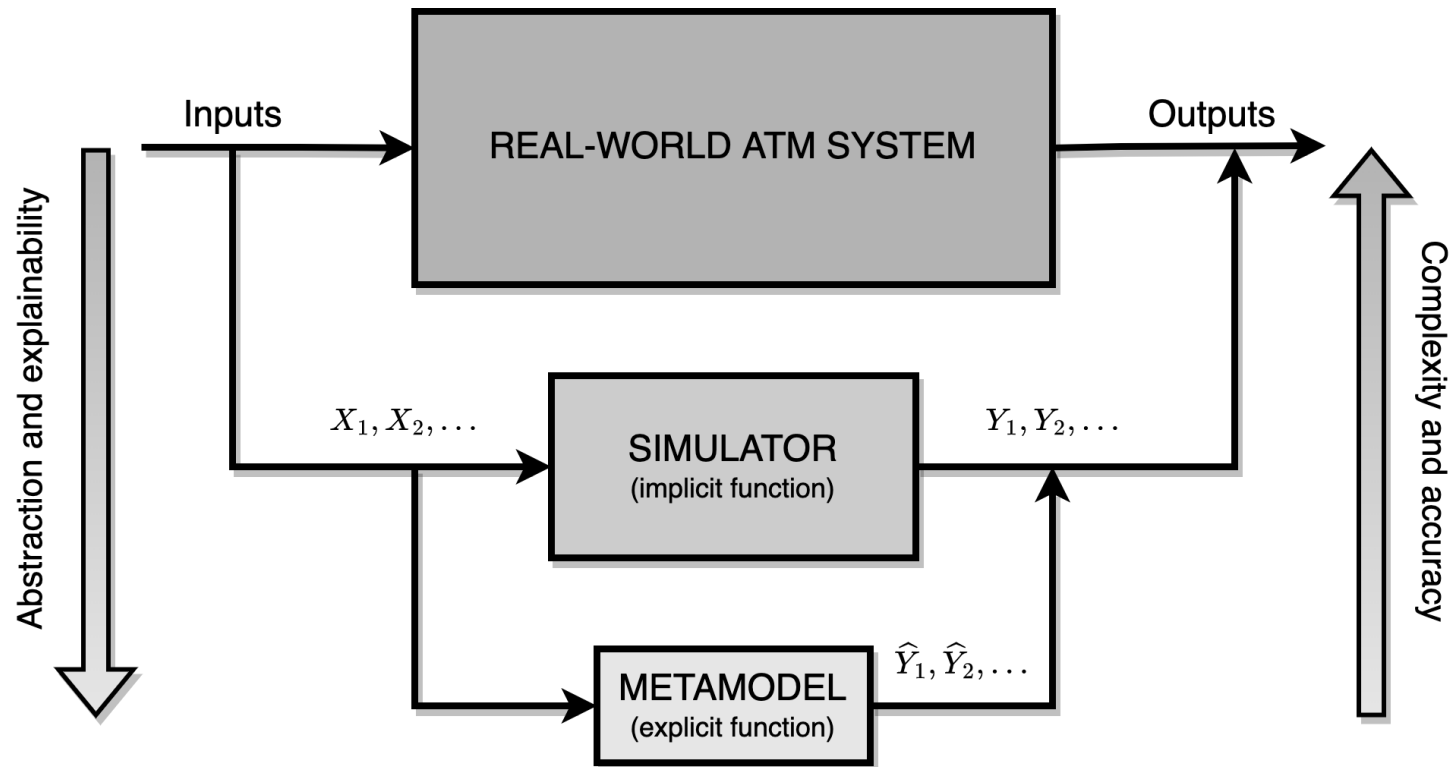 Inputs
Outputs
REAL-WORLD ATM SYSTEM
Abstraction and explainability
Complexity and accuracy
X₁, X₂, …
SIMULATOR
(implicit function)
Y₁, Y₂, …
METAMODEL
(explicit function)
Ŷ₁, Ŷ₂, …